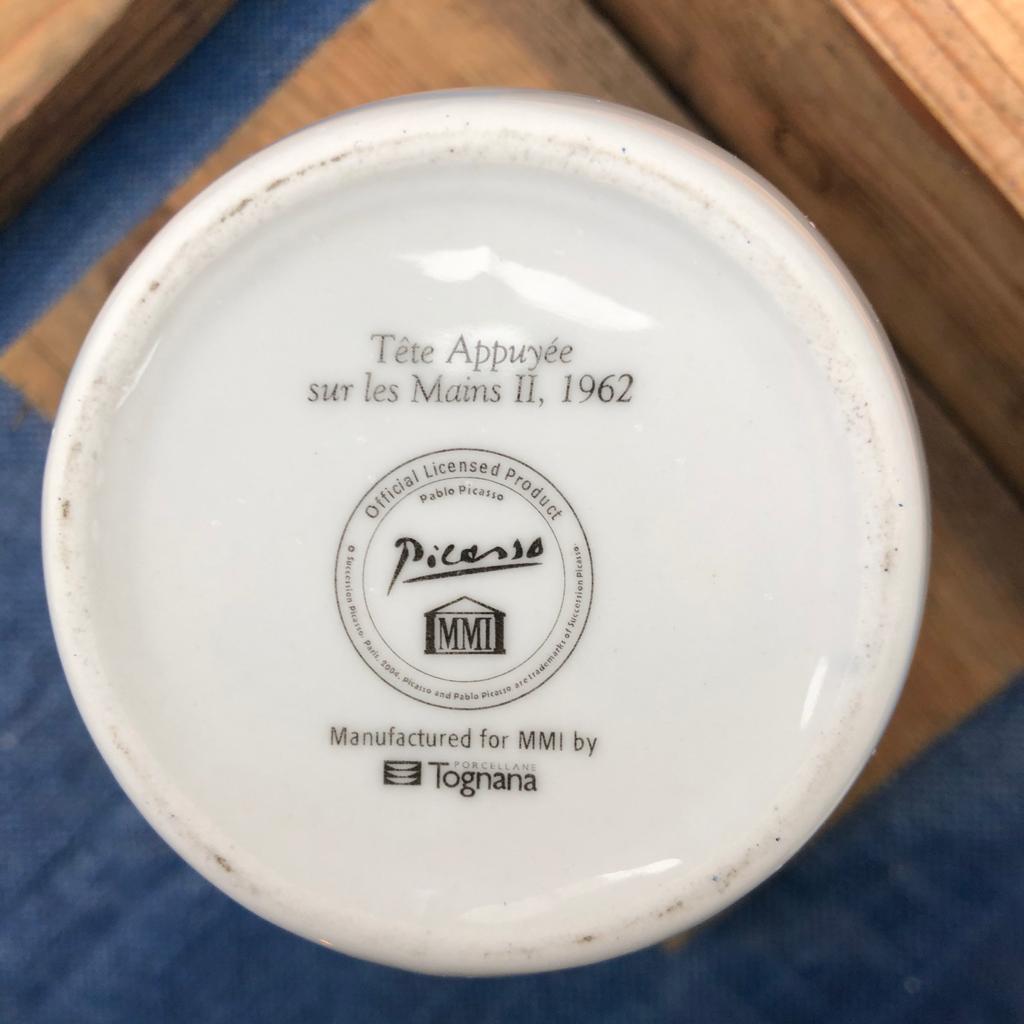 Tête Appuyée
sur les Mains II, 1962
Official Licensed Product
Pablo Picasso
Picasso
MMI
© Succession Picasso, Paris, 2004. Picasso and Pablo Picasso are trademarks of Succession Picasso.
Manufactured for MMI by
PORCELLANE
Tognana